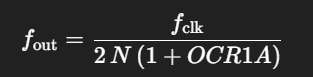 f_out = f_clk / (2 N (1 + OCR1A))